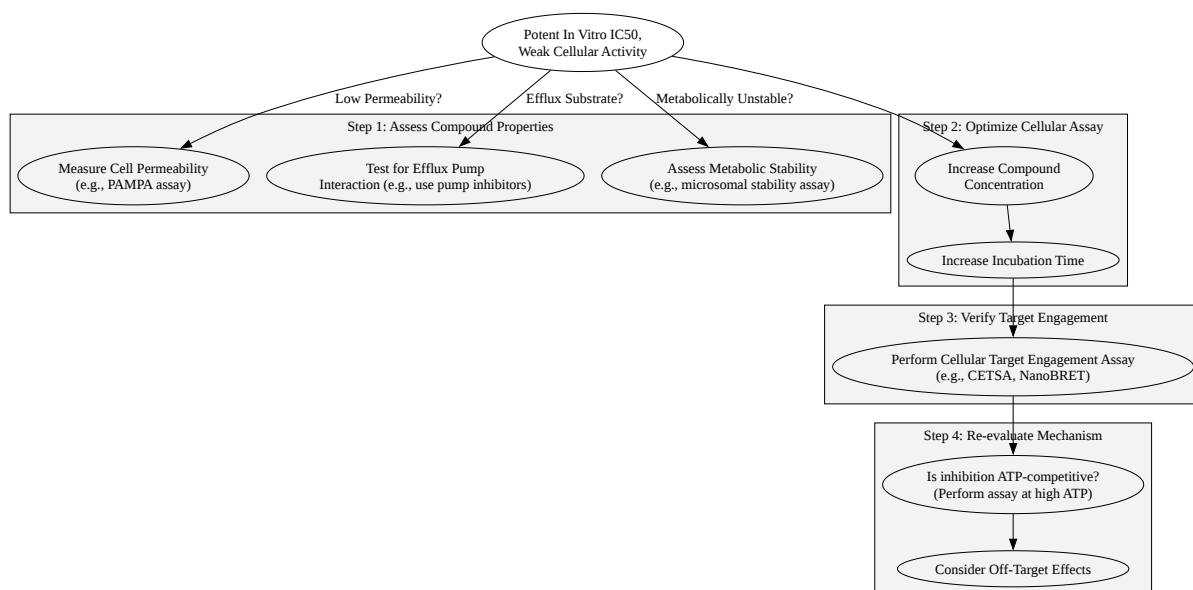 Potent In Vitro IC50,
Weak Cellular Activity
Low Permeability?
Efflux Substrate?
Metabolically Unstable?
Step 1: Assess Compound Properties
Measure Cell Permeability
(e.g., PAMPA assay)
Test for Efflux Pump
Interaction (e.g., use pump inhibitors)
Assess Metabolic Stability
(e.g., microsomal stability assay)
Step 2: Optimize Cellular Assay
Increase Compound
Concentration
Increase Incubation Time
Step 3: Verify Target Engagement
Perform Cellular Target Engagement Assay
(e.g., CETSA, NanoBRET)
Step 4: Re-evaluate Mechanism
Is inhibition ATP-competitive?
(Perform assay at high ATP)
Consider Off-Target Effects